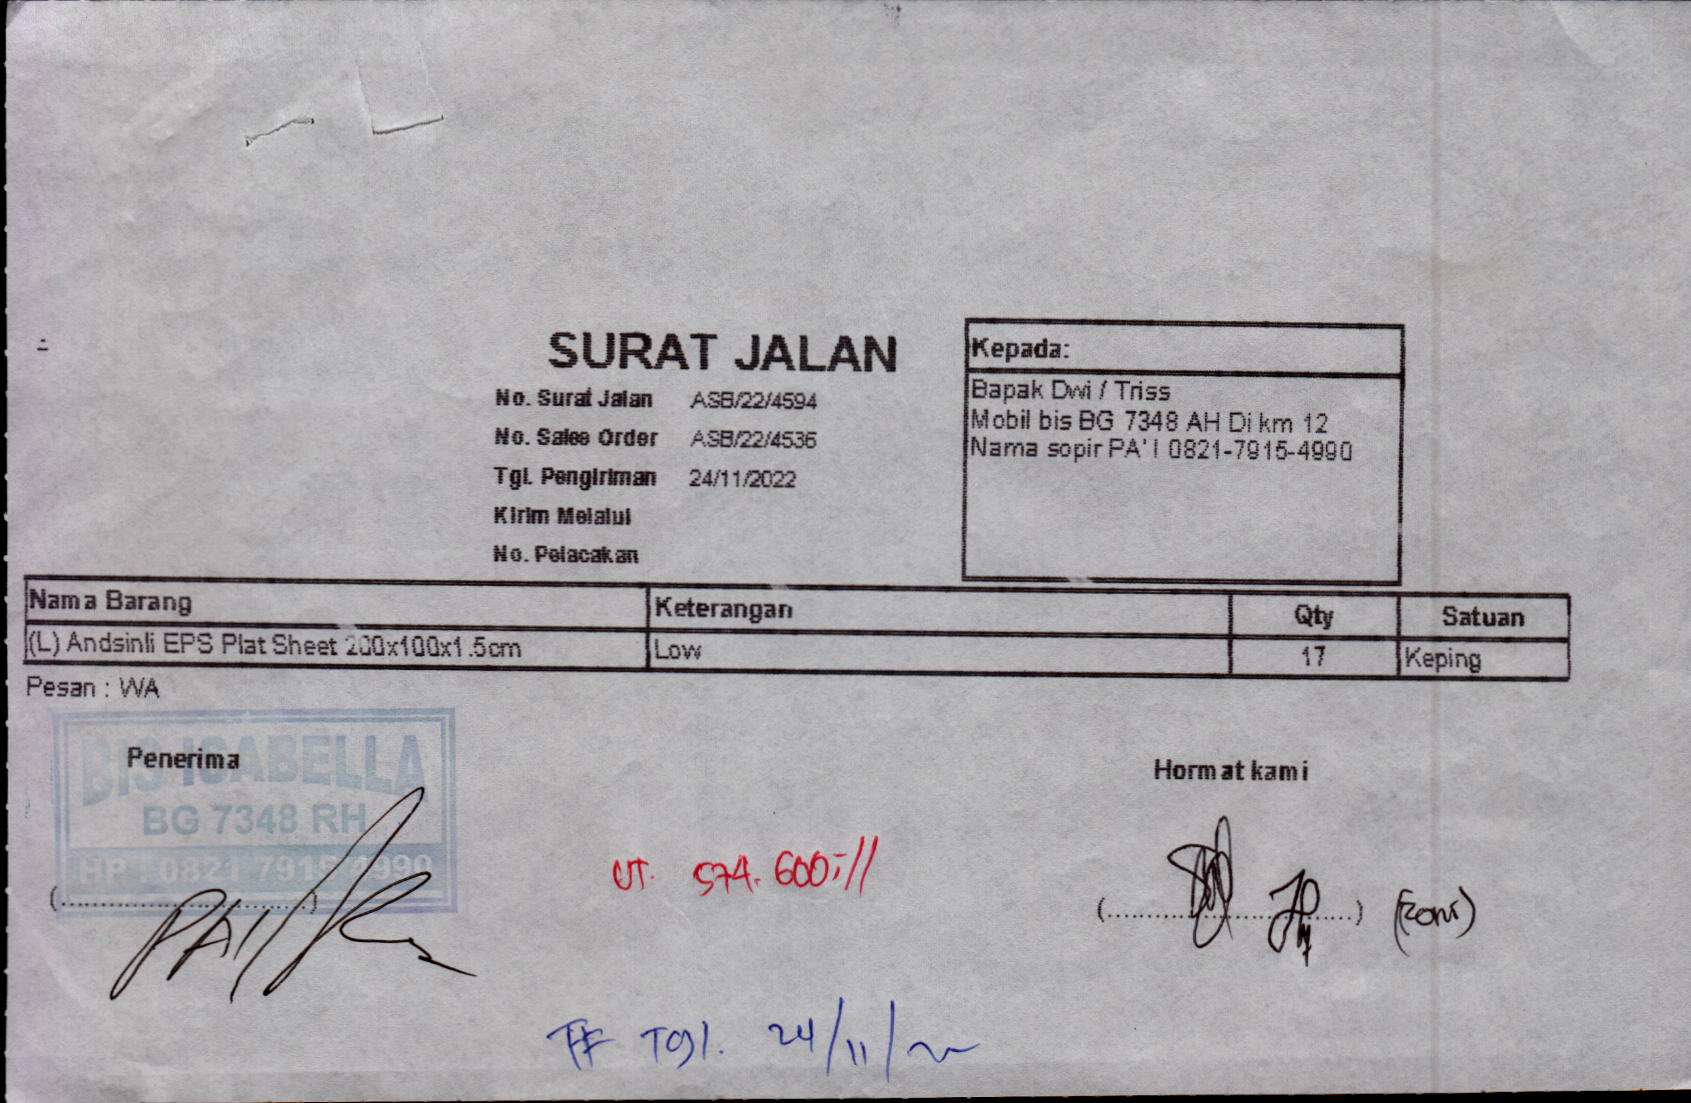 SURAT JALAN
No. Surat Jalan ASB/22/4594
No. Sales Order ASB/22/4536
Tgl. Pengiriman 24/11/2022
Kirim Melalui
No. Pelacakan
Kepada:
Bapak Dwi / Triss
Mobil bis BG 7348 AH Di km 12
Nama sopir PA' I 0821-7915-4990
Nama Barang Keterangan Qty Satuan
(L) Andsinli EPS Plat Sheet 200x100x1.5cm Low 17 Keping
Pesan : WA
Penerima
BIS ISABELLA
BG 7348 RH
HP : 0821 7915 4990
(..............................)
PA'I
Hormat kami
(..............................) (Roni)
UT. 574.600;-//
TF Tgl. 24/11/22